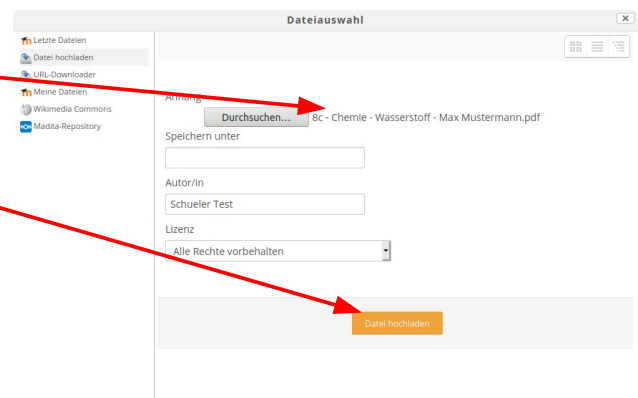 Dateiauswahl
Letzte Dateien
Datei hochladen
URL-Downloader
Meine Dateien
Wikimedia Commons
Madita-Repository
Anhang
Durchsuchen... 8c - Chemie - Wasserstoff - Max Mustermann.pdf
Speichern unter
Autor/in
Schueler Test
Lizenz
Alle Rechte vorbehalten
Datei hochladen